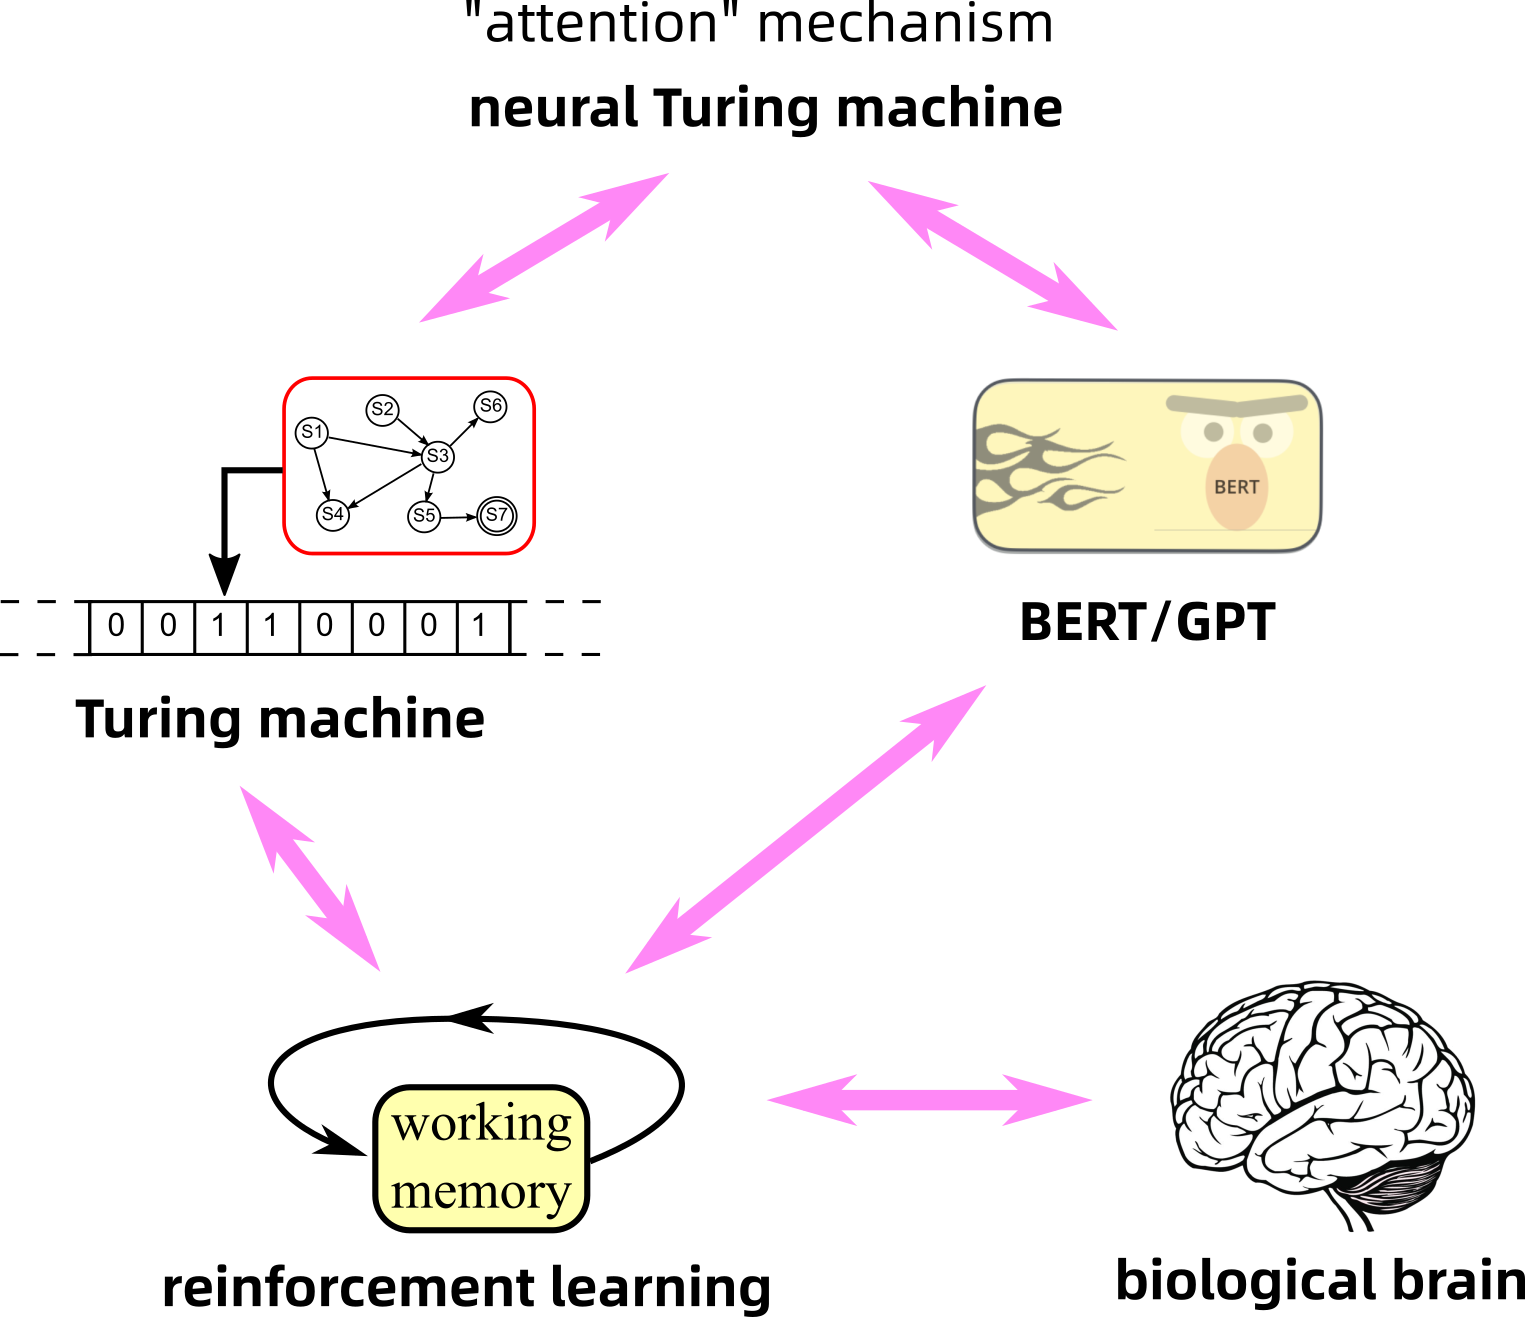 "attention" mechanism
neural Turing machine
S1
S2
S6
S3
S4
S5
S7
BERT
0 0 1 1 0 0 0 1
BERT/GPT
Turing machine
working
memory
reinforcement learning
biological brain